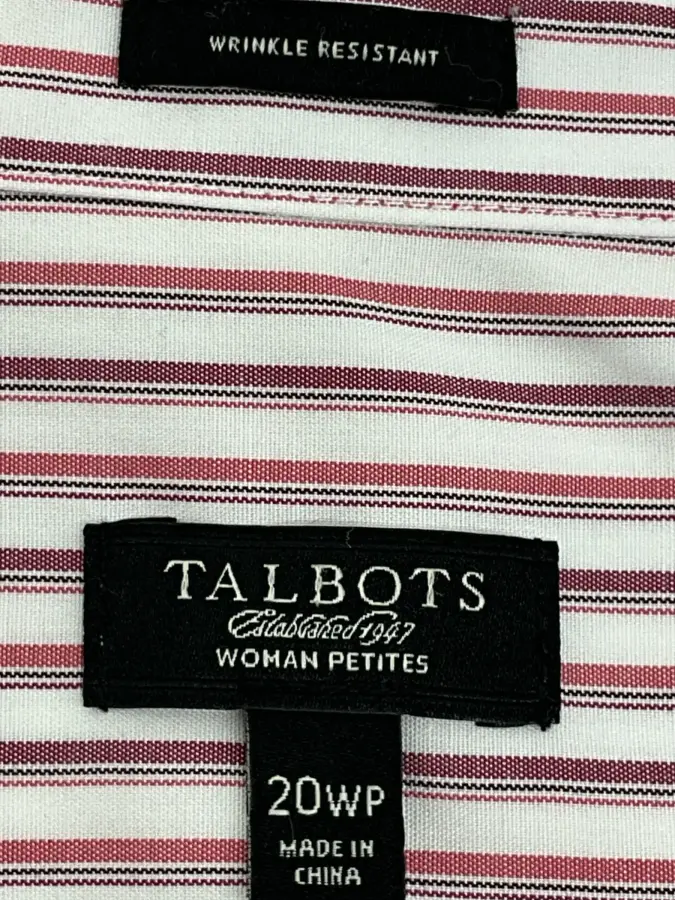 WRINKLE RESISTANT
TALBOTS
Established 1947
WOMAN PETITES
20WP
MADE IN
CHINA